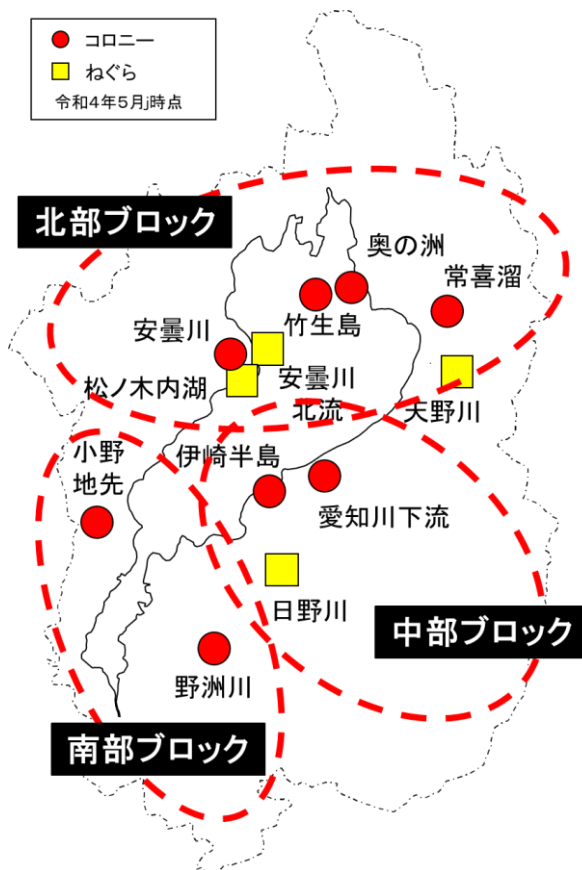 コロニー
ねぐら
令和4年5月j時点
北部ブロック
奥の洲
常喜溜
竹生島
安曇川
松ノ木内湖
安曇川
北流
天野川
小野
地先
伊崎半島
愛知川下流
日野川
中部ブロック
野洲川
南部ブロック